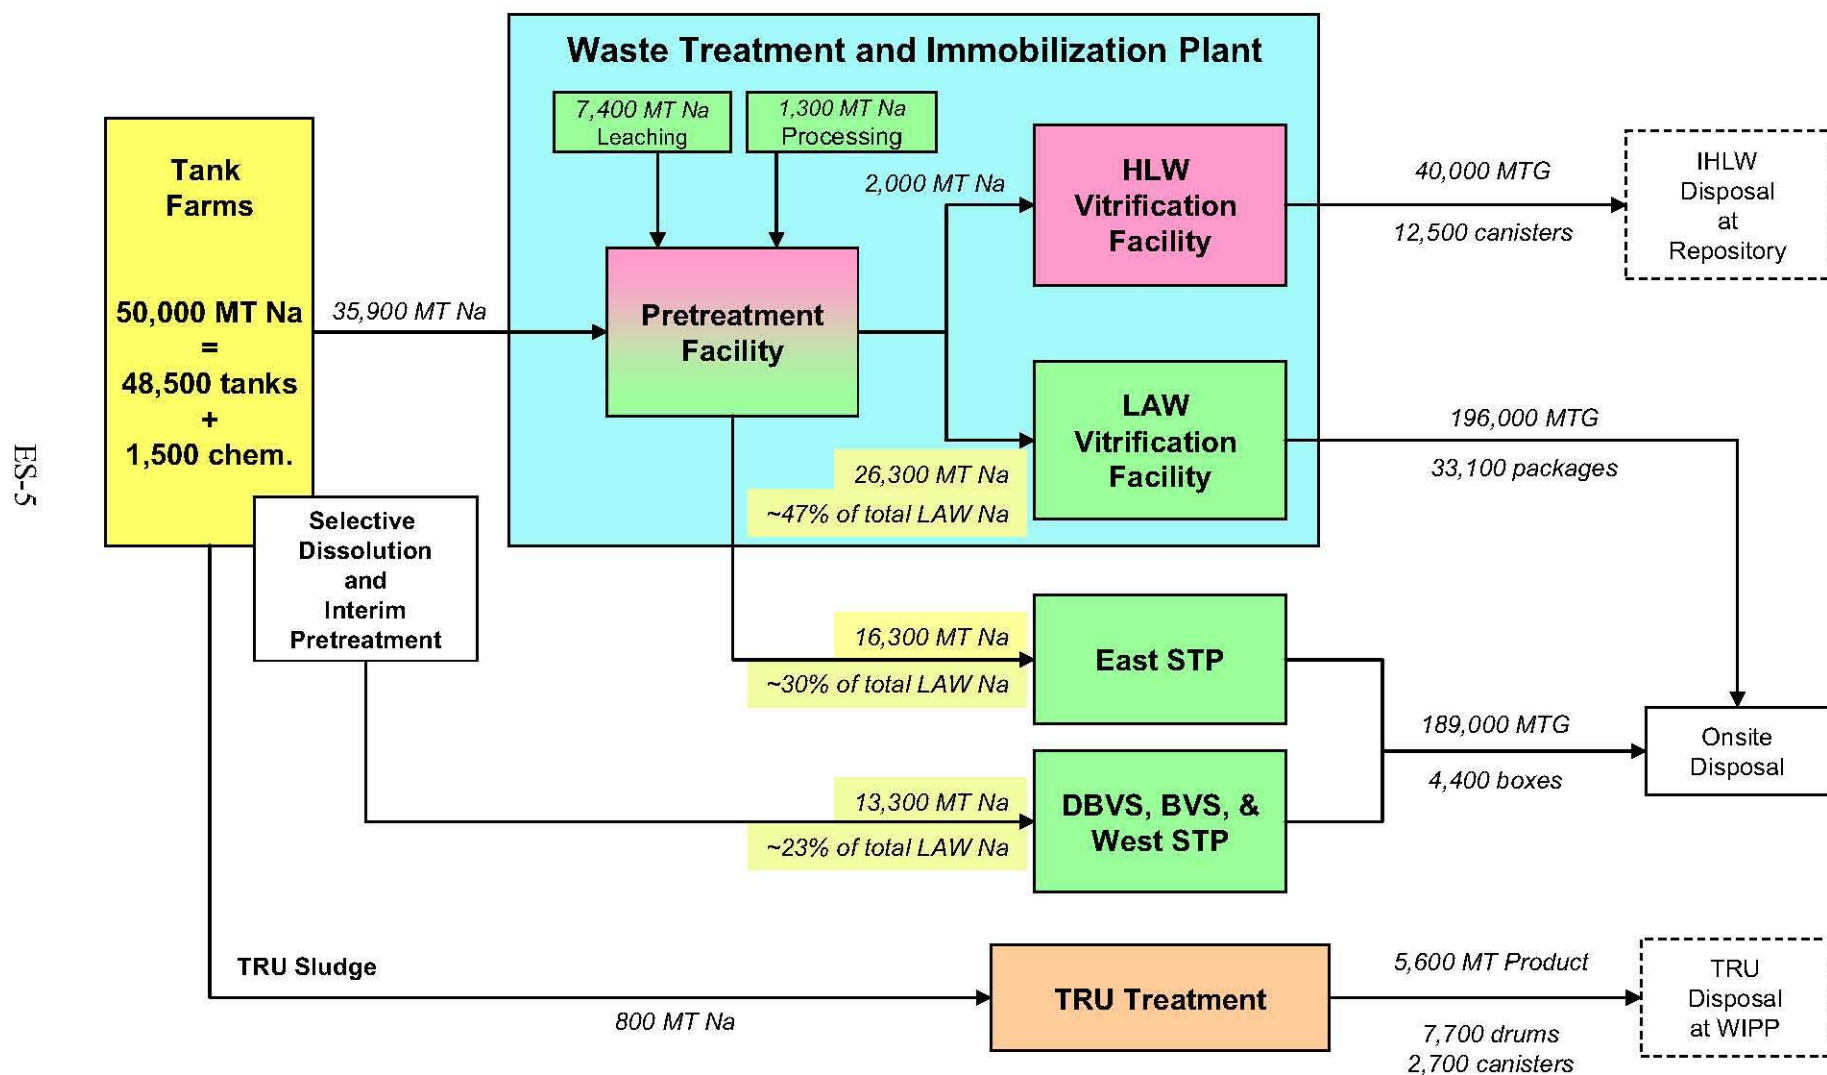 Waste Treatment and Immobilization Plant
7,400 MT Na
Leaching
1,300 MT Na
Processing
Tank
Farms
50,000 MT Na
=
48,500 tanks
+
1,500 chem.
35,900 MT Na
Pretreatment
Facility
2,000 MT Na
HLW
Vitrification
Facility
40,000 MTG
12,500 canisters
IHLW
Disposal
at
Repository
LAW
Vitrification
Facility
26,300 MT Na
~47% of total LAW Na
196,000 MTG
33,100 packages
ES-5
Selective
Dissolution
and
Interim
Pretreatment
16,300 MT Na
~30% of total LAW Na
East STP
13,300 MT Na
~23% of total LAW Na
DBVS, BVS, &
West STP
189,000 MTG
4,400 boxes
Onsite
Disposal
TRU Sludge
800 MT Na
TRU Treatment
5,600 MT Product
7,700 drums
2,700 canisters
TRU
Disposal
at WIPP